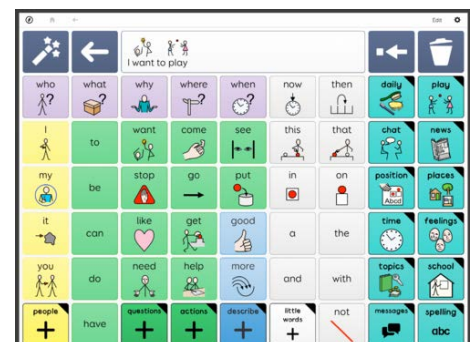 Edit
I want to play
who what why where when now then daily play
I to want come see this that chat news
my be stop go put in on position places
Abcd
it can like get good a the time feelings
you do need help more and with topics school
people have questions actions describe little words not messages spelling
abc